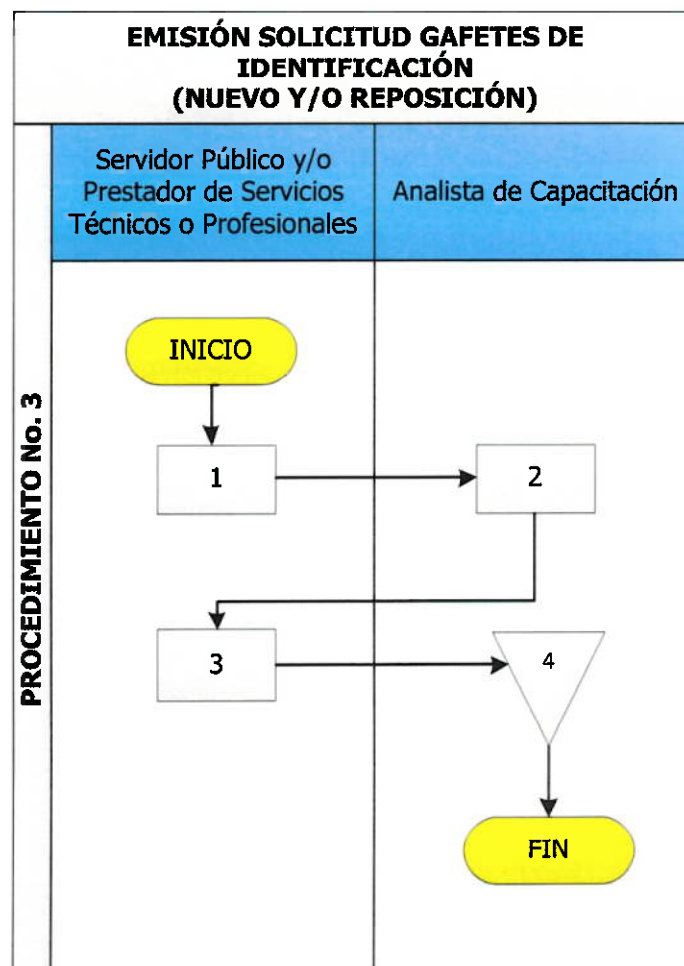 EMISIÓN SOLICITUD GAFETES DE
IDENTIFICACIÓN
(NUEVO Y/O REPOSICIÓN)
PROCEDIMIENTO No. 3
Servidor Público y/o
Prestador de Servicios
Técnicos o Profesionales
Analista de Capacitación
INICIO
1
2
3
4
FIN